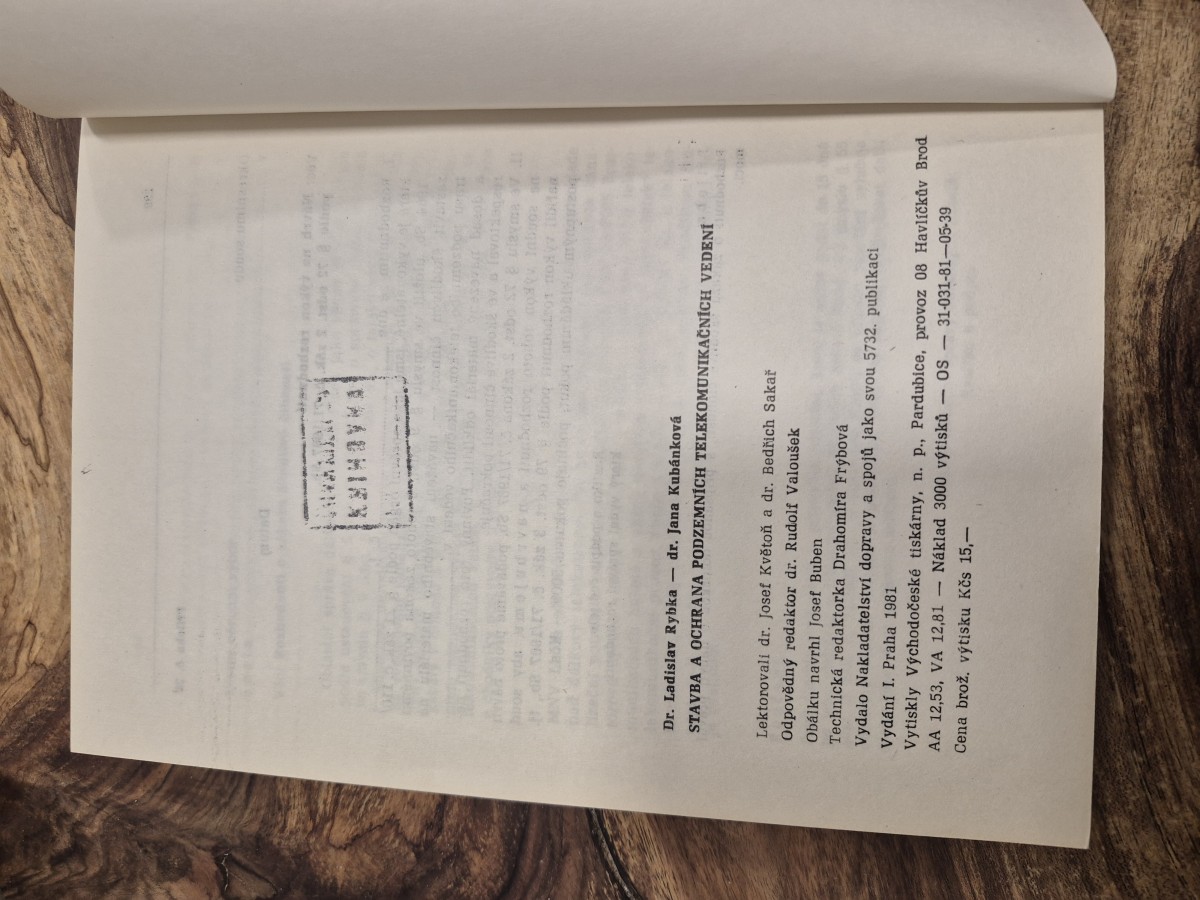 KNIHOVNA
Dr. Ladislav Rybka — dr. Jana Kubánková
STAVBA A OCHRANA PODZEMNÍCH TELEKOMUNIKAČNÍCH VEDENÍ
Lektorovali dr. Josef Květoň a dr. Bedřich Sakař
Odpovědný redaktor dr. Rudolf Valoušek
Obálku navrhl Josef Buben
Technická redaktorka Drahomíra Frýbová
Vydalo Nakladatelství dopravy a spojů jako svou 5732. publikaci
Vydání I. Praha 1981
Vytiskly Východočeské tiskárny, n. p., Pardubice, provoz 08 Havlíčkův Brod
AA 12,53, VA 12,81 — Náklad 3000 výtisků — OS — 31-031-81—05-39
Cena brož. výtisku Kčs 15,—